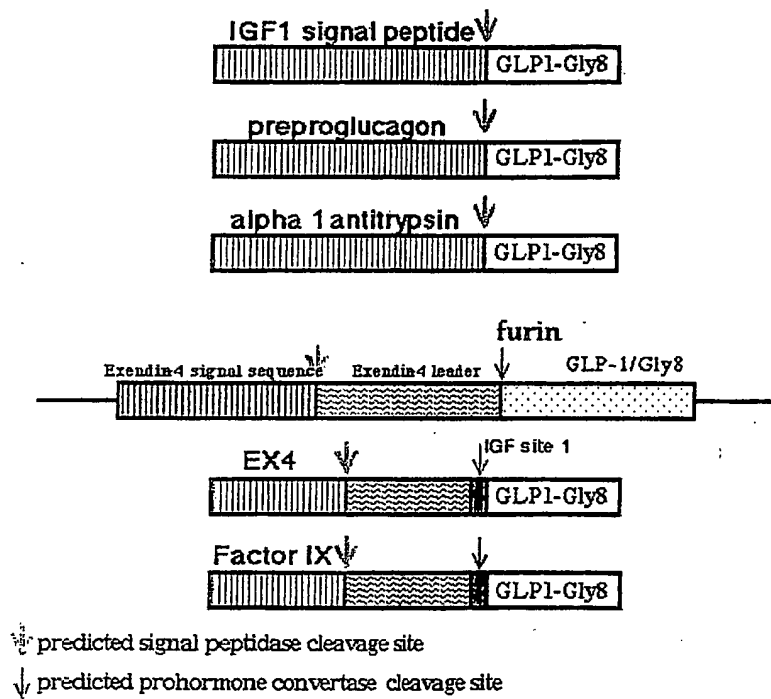 IGF1 signal peptide
GLP1-Gly8
preproglucagon
GLP1-Gly8
alpha 1 antitrypsin
GLP1-Gly8
furin
Exendin4 signal sequence
Exendin4 leader
GLP-1/Gly8
IGF site 1
EX4
GLP1-Gly8
Factor IX
GLP1-Gly8
predicted signal peptidase cleavage site
predicted prohormone convertase cleavage site